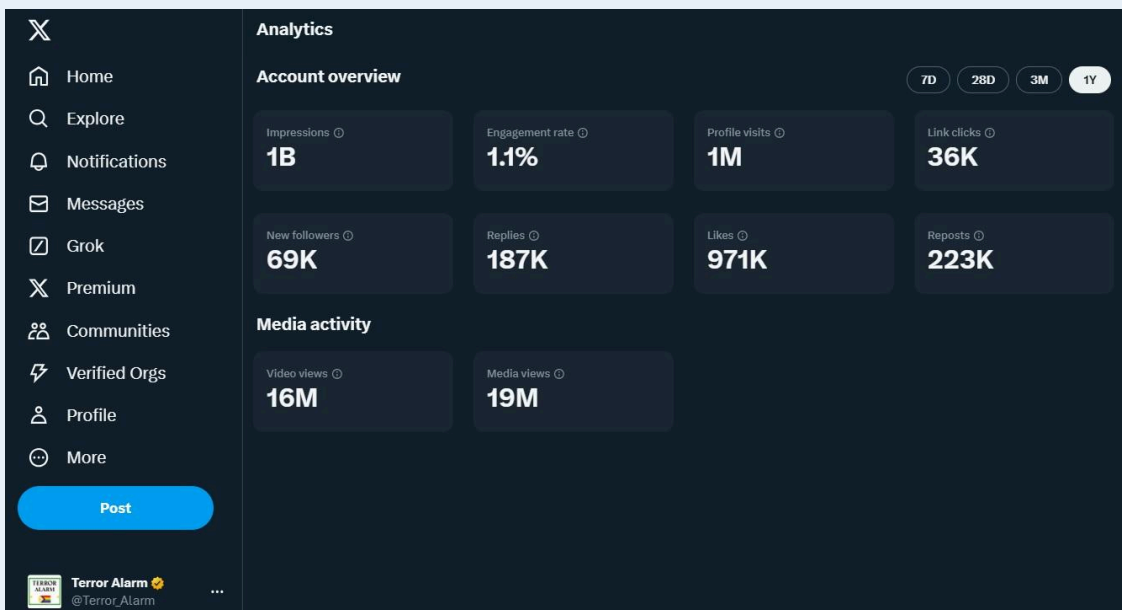 Home
Explore
Notifications
Messages
Grok
Premium
Communities
Verified Orgs
Profile
More
Post
TERROR
ALARM
Terror Alarm
@Terror_Alarm
Analytics
Account overview
7D 28D 3M 1Y
Impressions Engagement rate Profile visits Link clicks
1B 1.1% 1M 36K
New followers Replies Likes Reposts
69K 187K 971K 223K
Media activity
Video views Media views
16M 19M